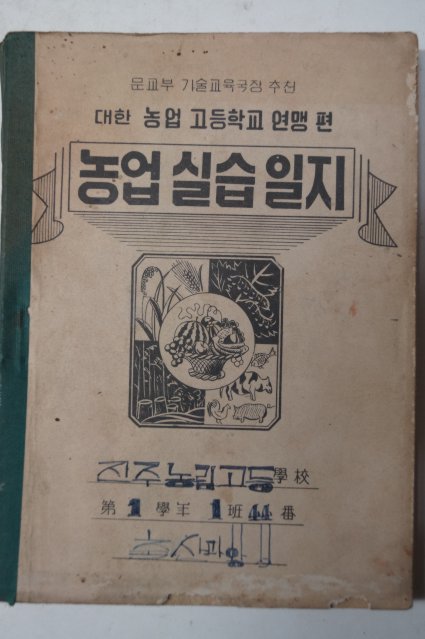 문교부 기술교육국장 추천
대한 농업 고등학교 연맹 편
농업 실습 일지
진주농림고등學校
第 1 學年 1 班 44 番